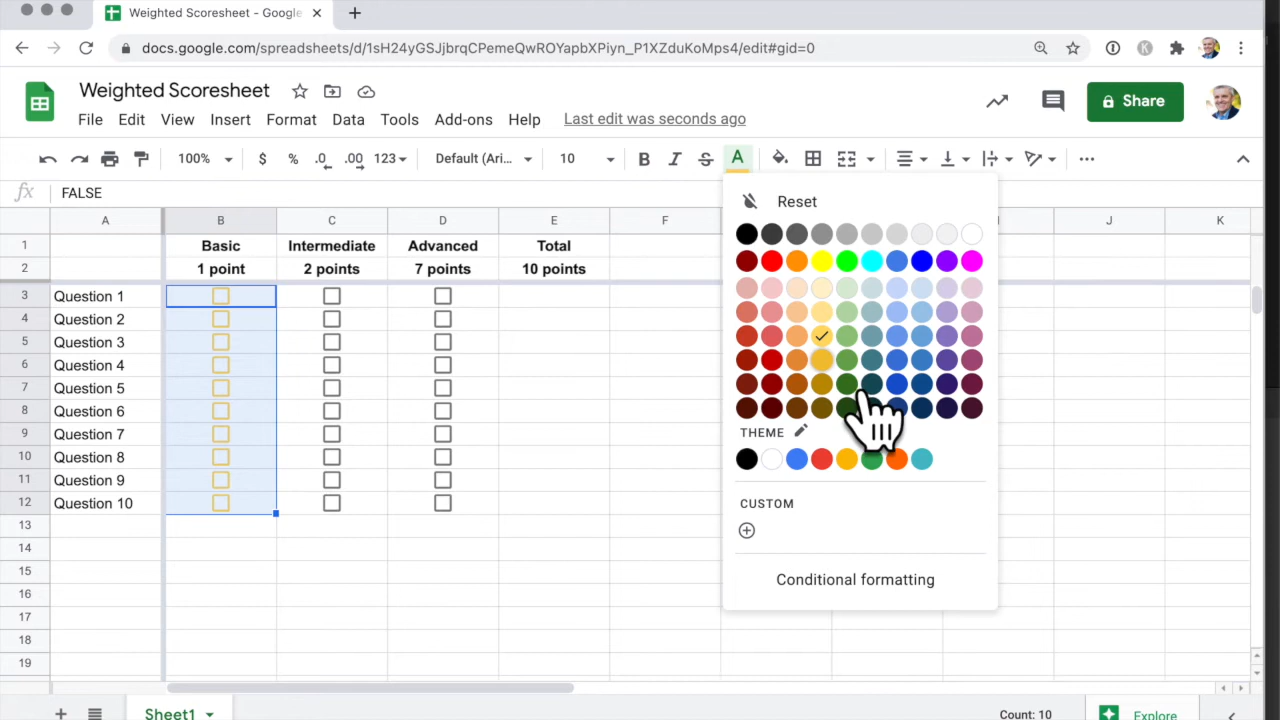 Weighted Scoresheet - Google
docs.google.com/spreadsheets/d/1sH24yGSJjbrqCPemeQwROYapbXPiyn_P1XZduKoMps4/edit#gid=0
Weighted Scoresheet
Share
File Edit View Insert Format Data Tools Add-ons Help Last edit was seconds ago
100% $ % .0 .00 123 Default (Ari... 10 B I S A
fx FALSE
Reset
A B C D E F J K
1 Basic Intermediate Advanced Total
2 1 point 2 points 7 points 10 points
3 Question 1
4 Question 2
5 Question 3
6 Question 4
7 Question 5
8 Question 6
9 Question 7
10 Question 8
11 Question 9
12 Question 10
13
14
15
16
17
18
19
THEME
CUSTOM
Conditional formatting
Sheet1
Count: 10
Explore